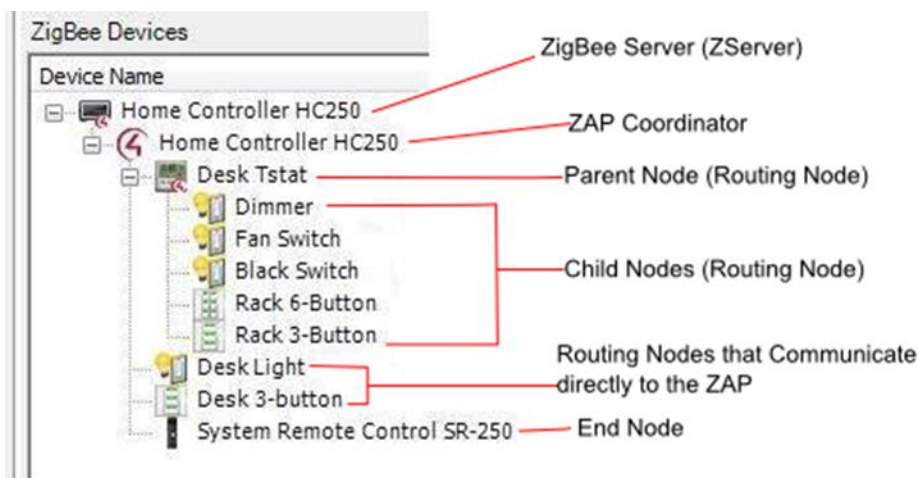 ZigBee Devices
ZigBee Server (ZServer)
Device Name
Home Controller HC250
ZAP Coordinator
Home Controller HC250
Desk Tstat
Parent Node (Routing Node)
Dimmer
Fan Switch
Black Switch
Child Nodes (Routing Node)
Rack 6-Button
Rack 3-Button
Routing Nodes that Communicate
directly to the ZAP
Desk Light
Desk 3-button
System Remote Control SR-250
End Node